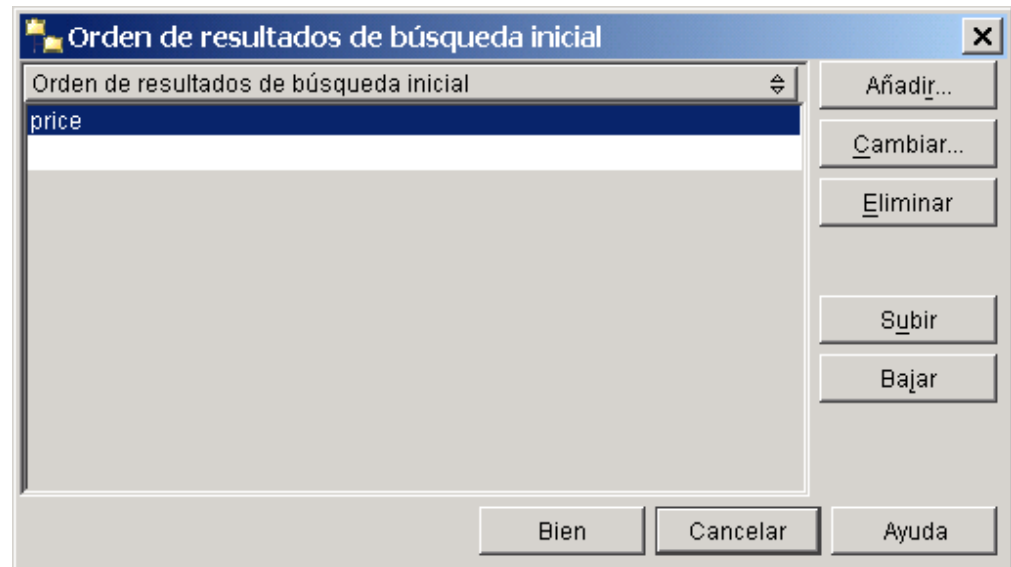 Orden de resultados de búsqueda inicial
Orden de resultados de búsqueda inicial
price
Añadir...
Cambiar...
Eliminar
Subir
Bajar
Bien
Cancelar
Ayuda